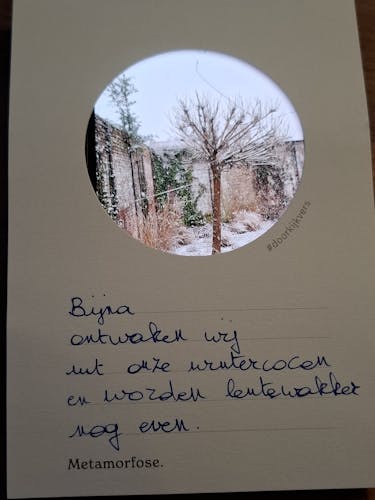 #doorkijkvers
Bijna
ontwaken wij
uit onze wintercocon
en worden lentewakker
nog even.
Metamorfose.